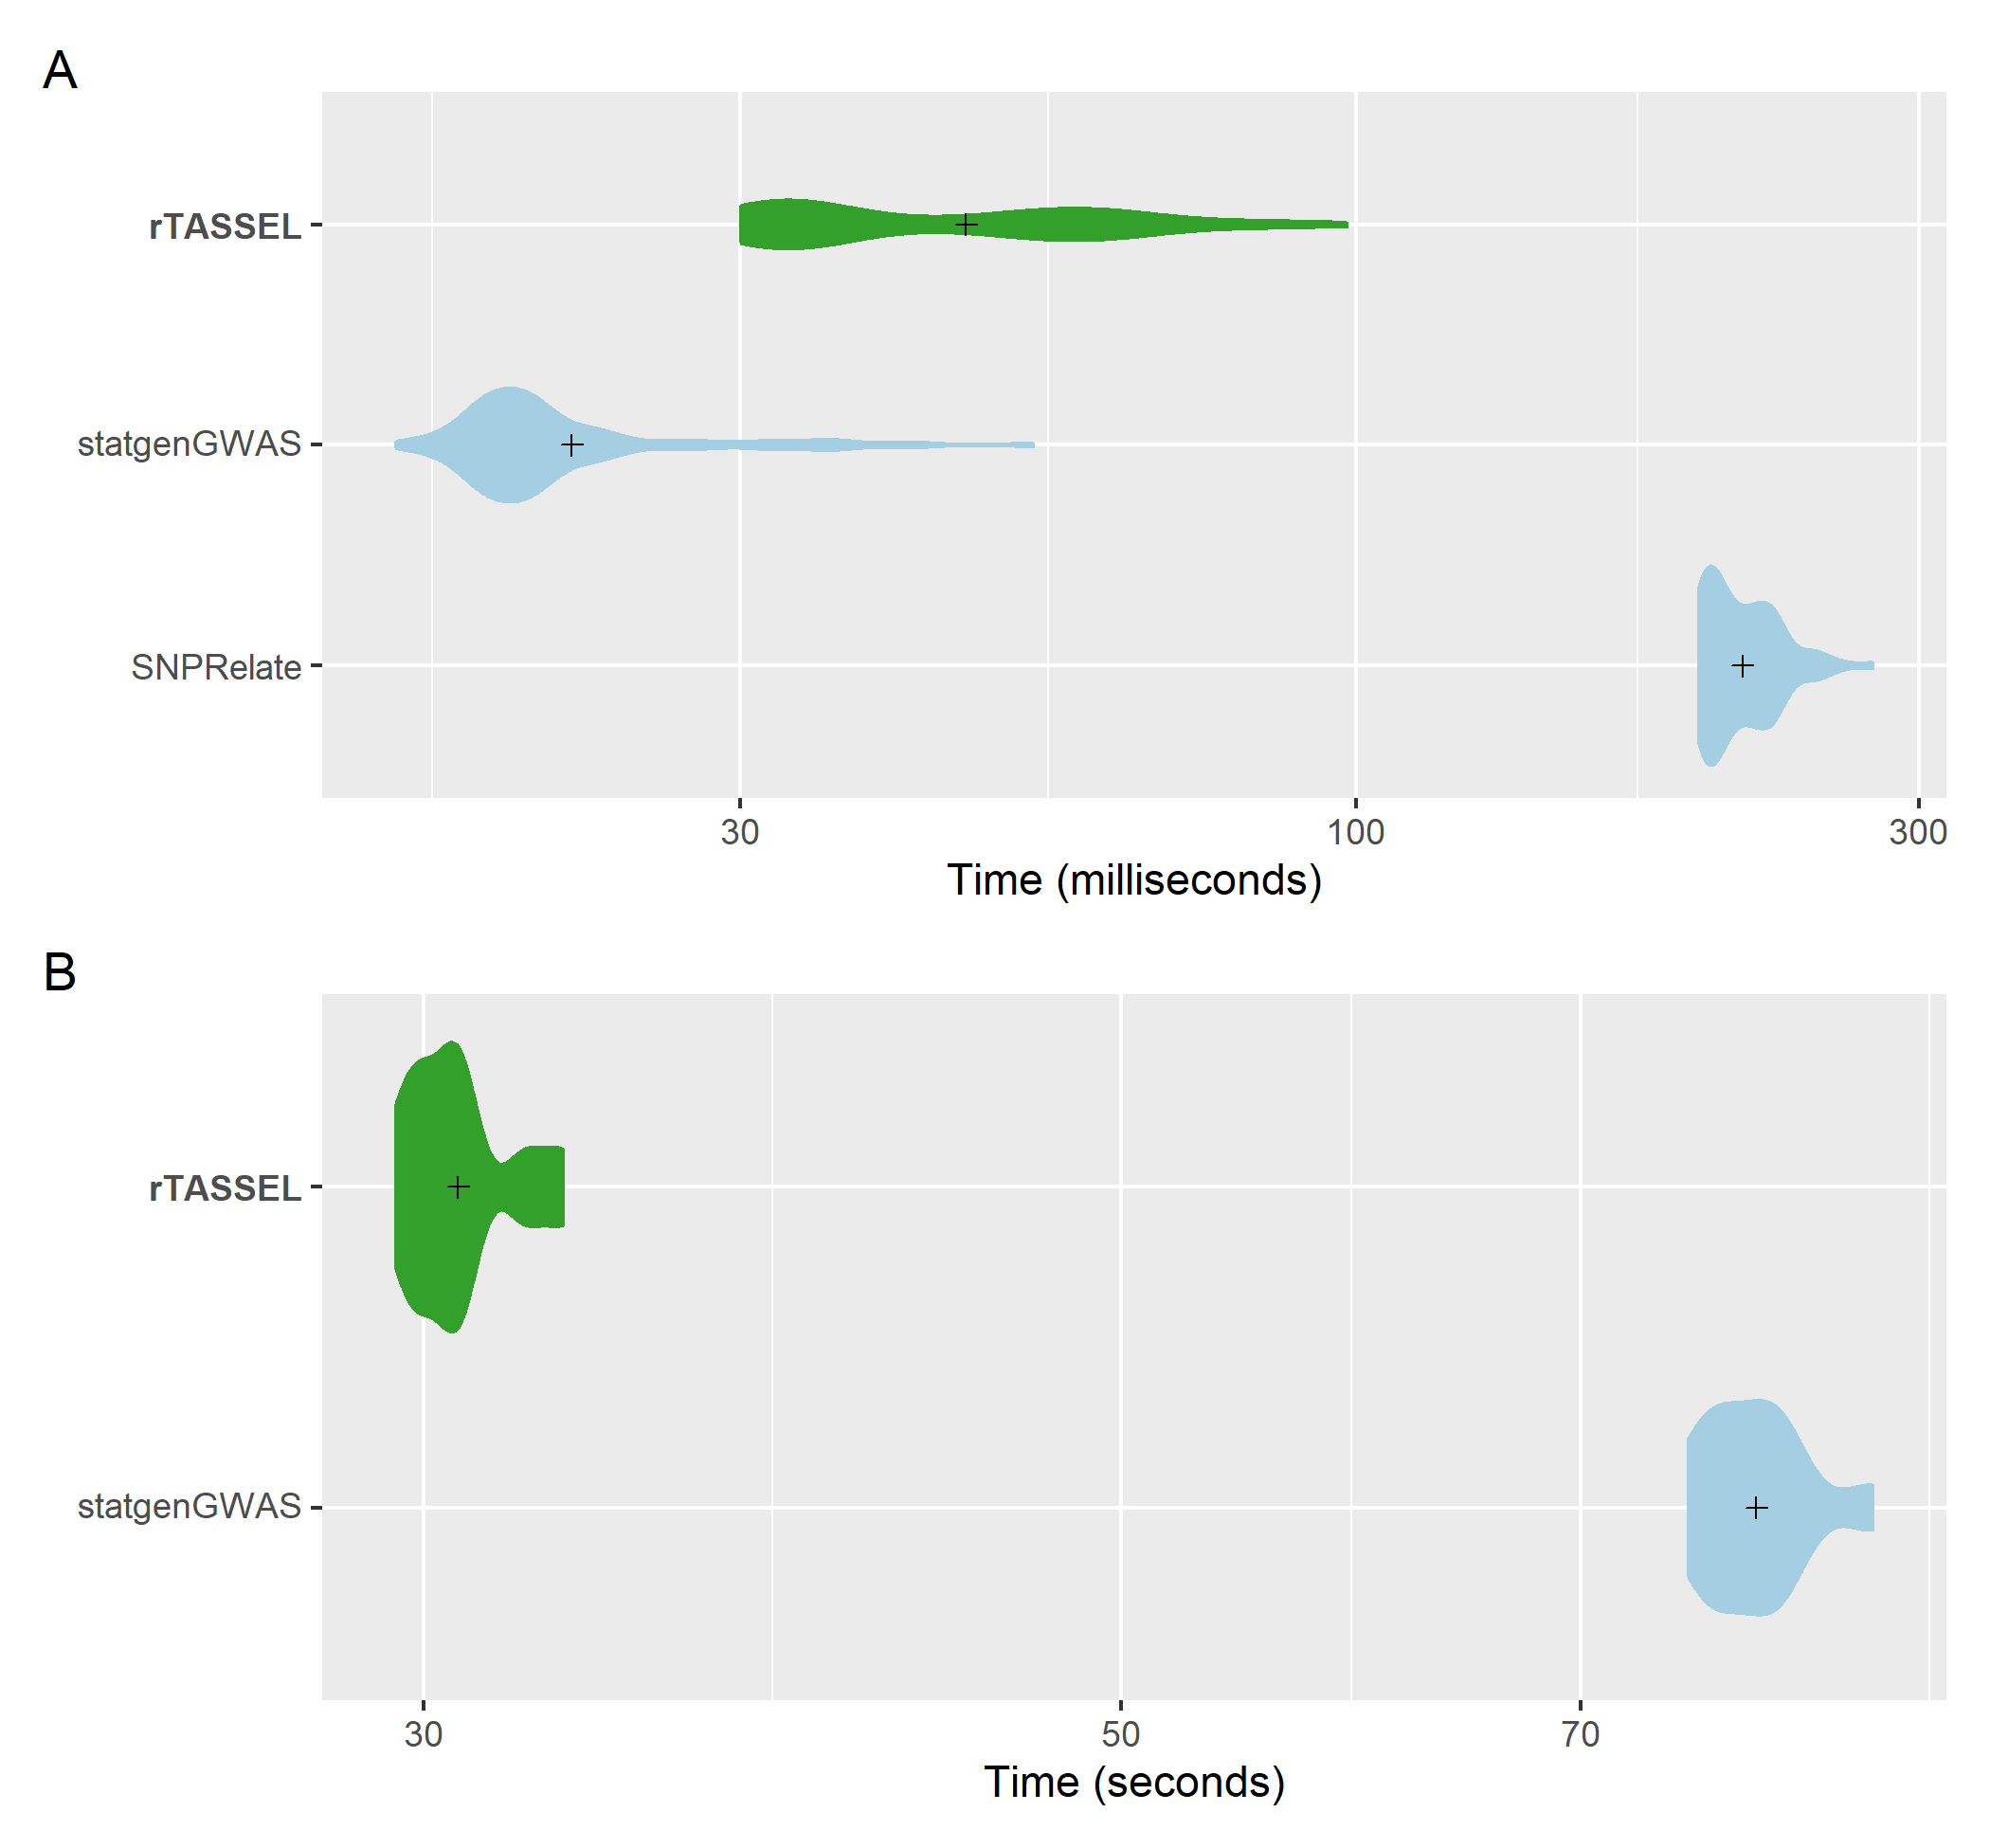 A
rTASSEL
statgenGWAS
SNPRelate
30 100 300
Time (milliseconds)
B
rTASSEL
statgenGWAS
30 50 70
Time (seconds)